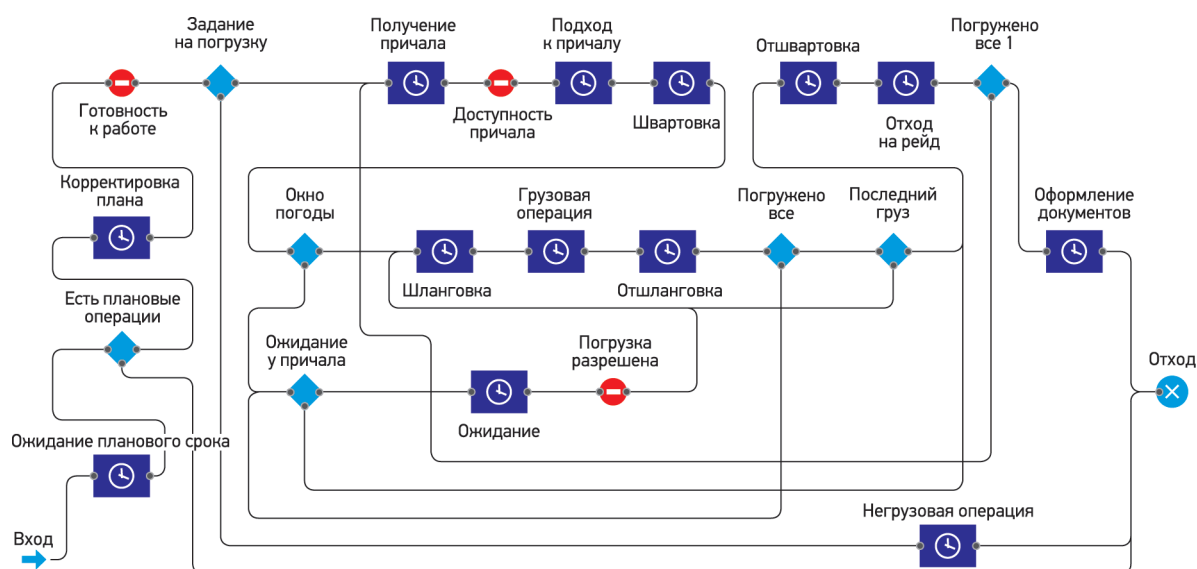 Задание
на погрузку
Получение
причала
Подход
к причалу
Отшвартовка
Погружено
все 1
Готовность
к работе
Доступность
причала
Швартовка
Отход
на рейд
Корректировка
плана
Окно
погоды
Грузовая
операция
Погружено
все
Последний
груз
Оформление
документов
Шланговка
Отшланговка
Есть плановые
операции
Ожидание
у причала
Погрузка
разрешена
Отход
Ожидание
Ожидание планового срока
Негрузовая операция
Вход